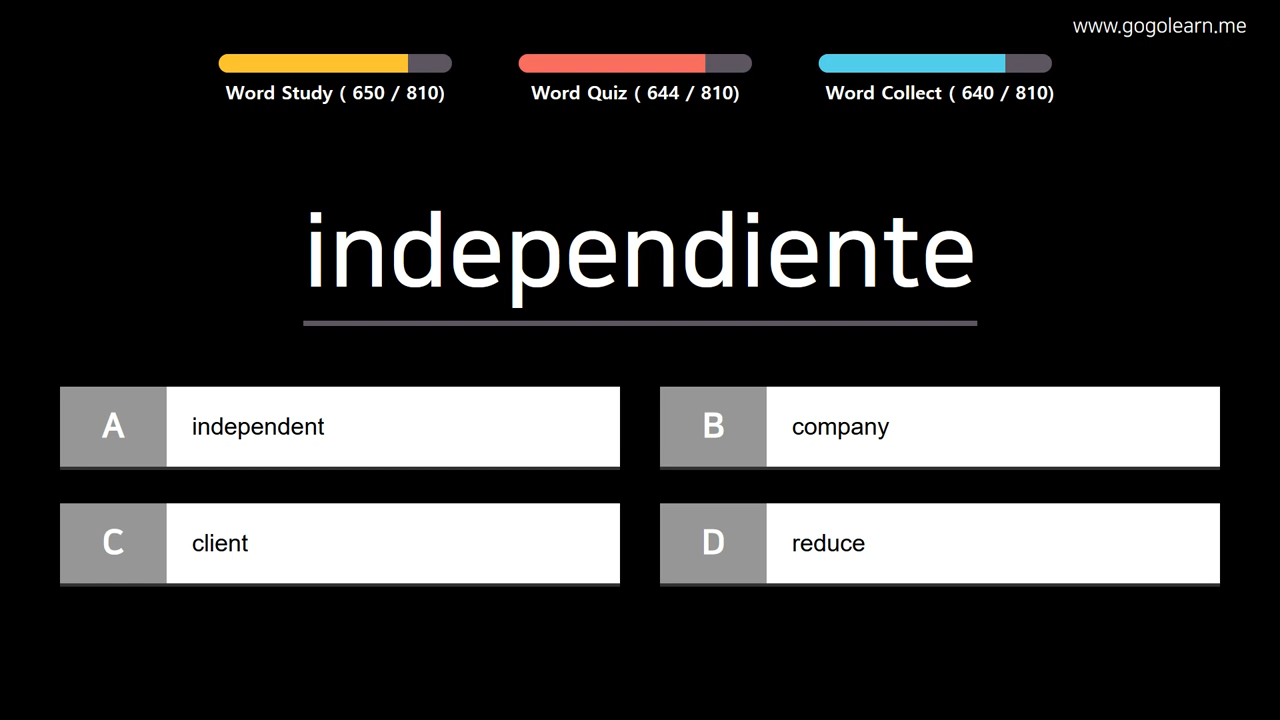 www.gogolearn.me
Word Study ( 650 / 810)
Word Quiz ( 644 / 810)
Word Collect ( 640 / 810)
independiente
A independent
B company
C client
D reduce